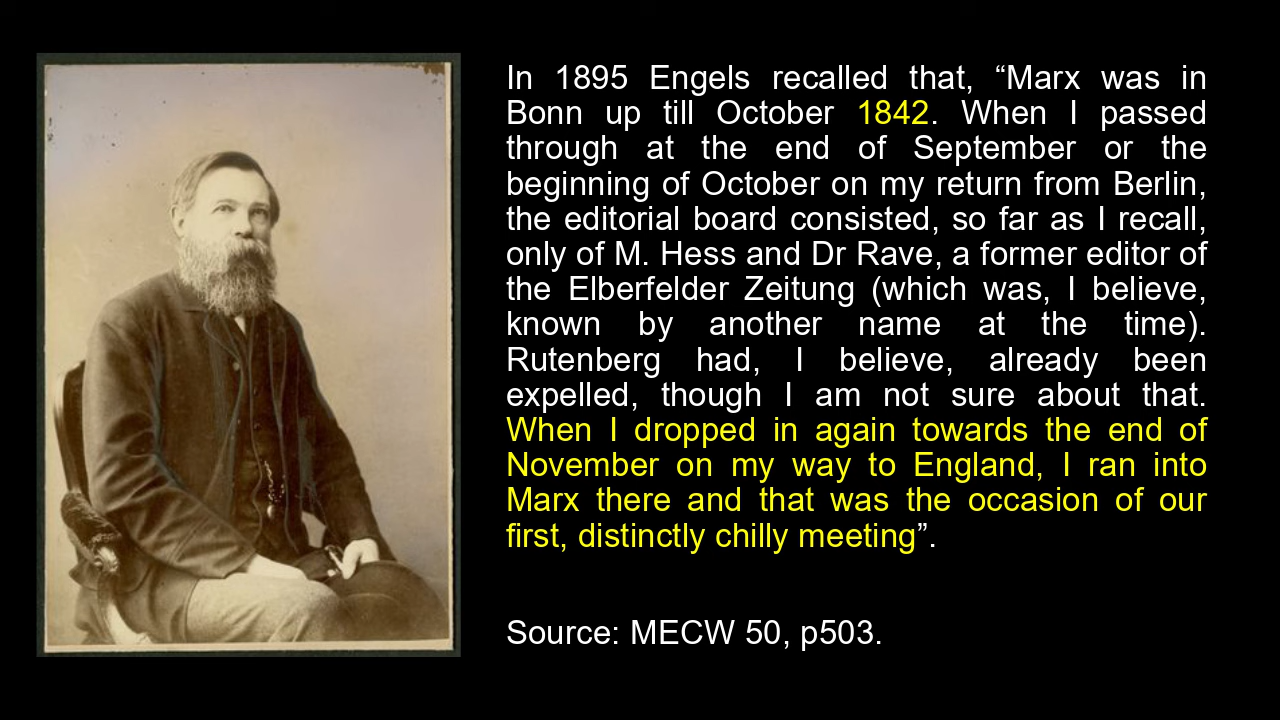 In 1895 Engels recalled that, “Marx was in
Bonn up till October 1842. When I passed
through at the end of September or the
beginning of October on my return from Berlin,
the editorial board consisted, so far as I recall,
only of M. Hess and Dr Rave, a former editor of
the Elberfelder Zeitung (which was, I believe,
known by another name at the time).
Rutenberg had, I believe, already been
expelled, though I am not sure about that.
When I dropped in again towards the end of
November on my way to England, I ran into
Marx there and that was the occasion of our
first, distinctly chilly meeting”.
Source: MECW 50, p503.